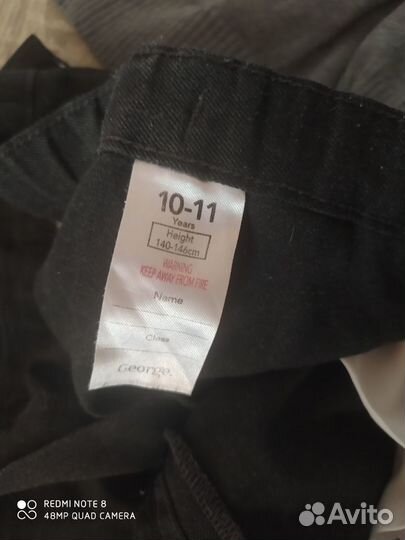 10-11
Years
Height
140-146cm
WARNING
KEEP AWAY FROM FIRE
Name
Class
George.
REDMI NOTE 8
48MP QUAD CAMERA
Avito